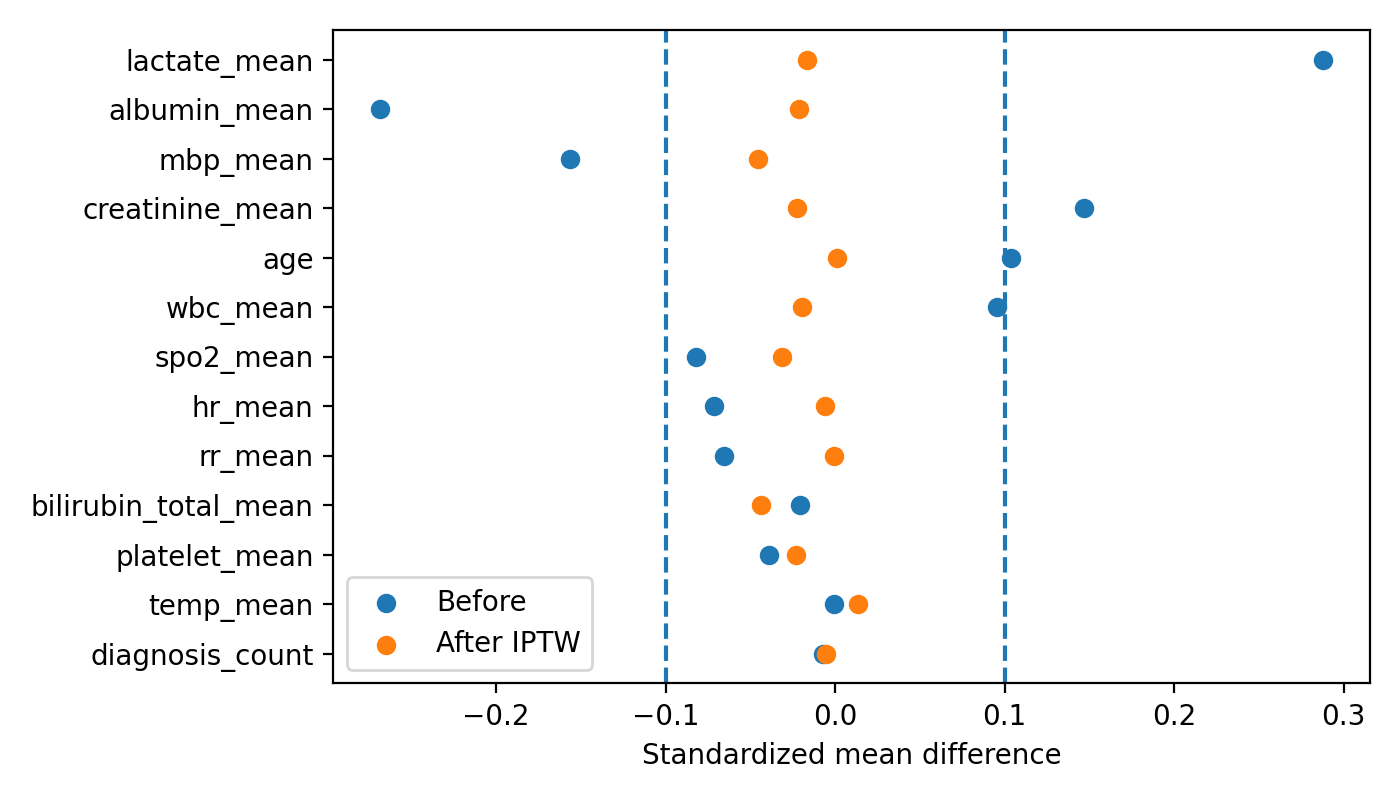 lactate_mean
albumin_mean
mbp_mean
creatinine_mean
age
wbc_mean
spo2_mean
hr_mean
rr_mean
bilirubin_total_mean
platelet_mean
temp_mean
diagnosis_count
Before
After IPTW
−0.2 −0.1 0.0 0.1 0.2 0.3
Standardized mean difference